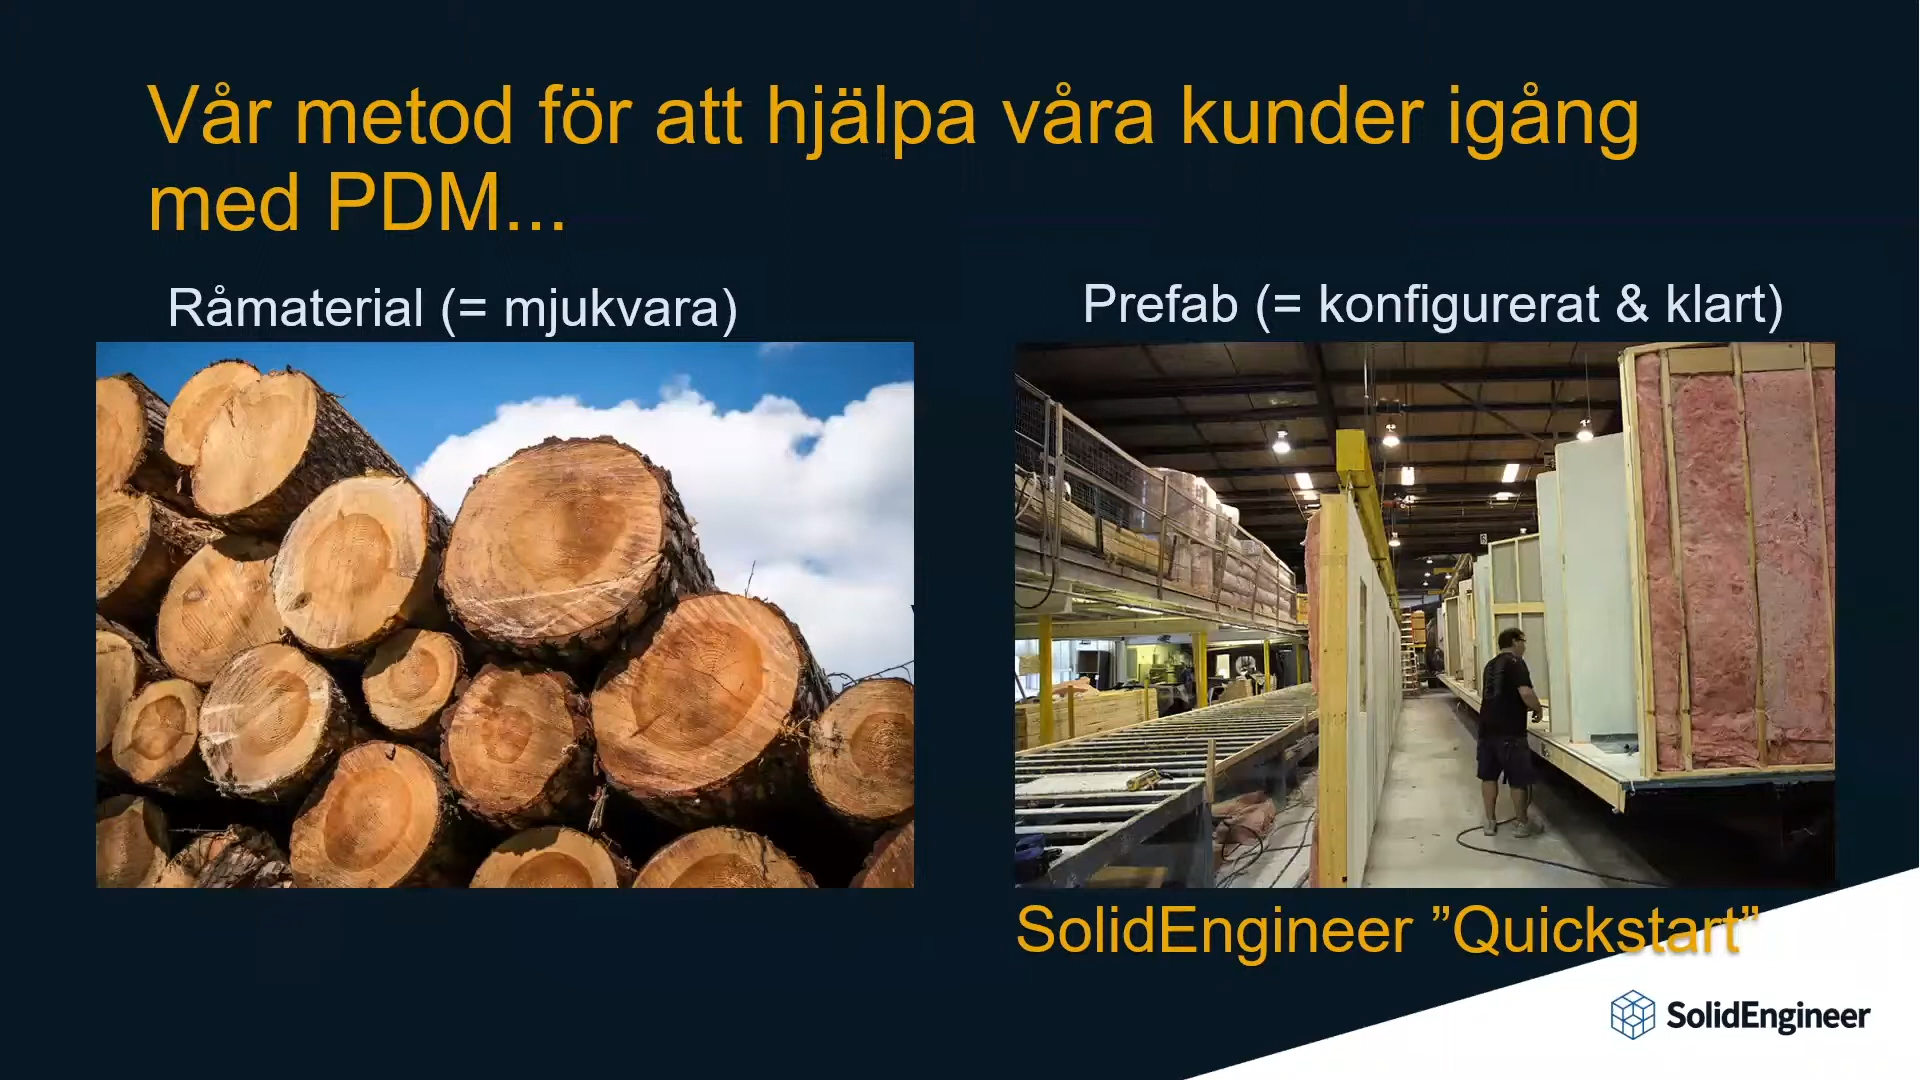 Vår metod för att hjälpa våra kunder igång
med PDM...
Råmaterial (= mjukvara)
Prefab (= konfigurerat & klart)
SolidEngineer ”Quickstart”
SolidEngineer